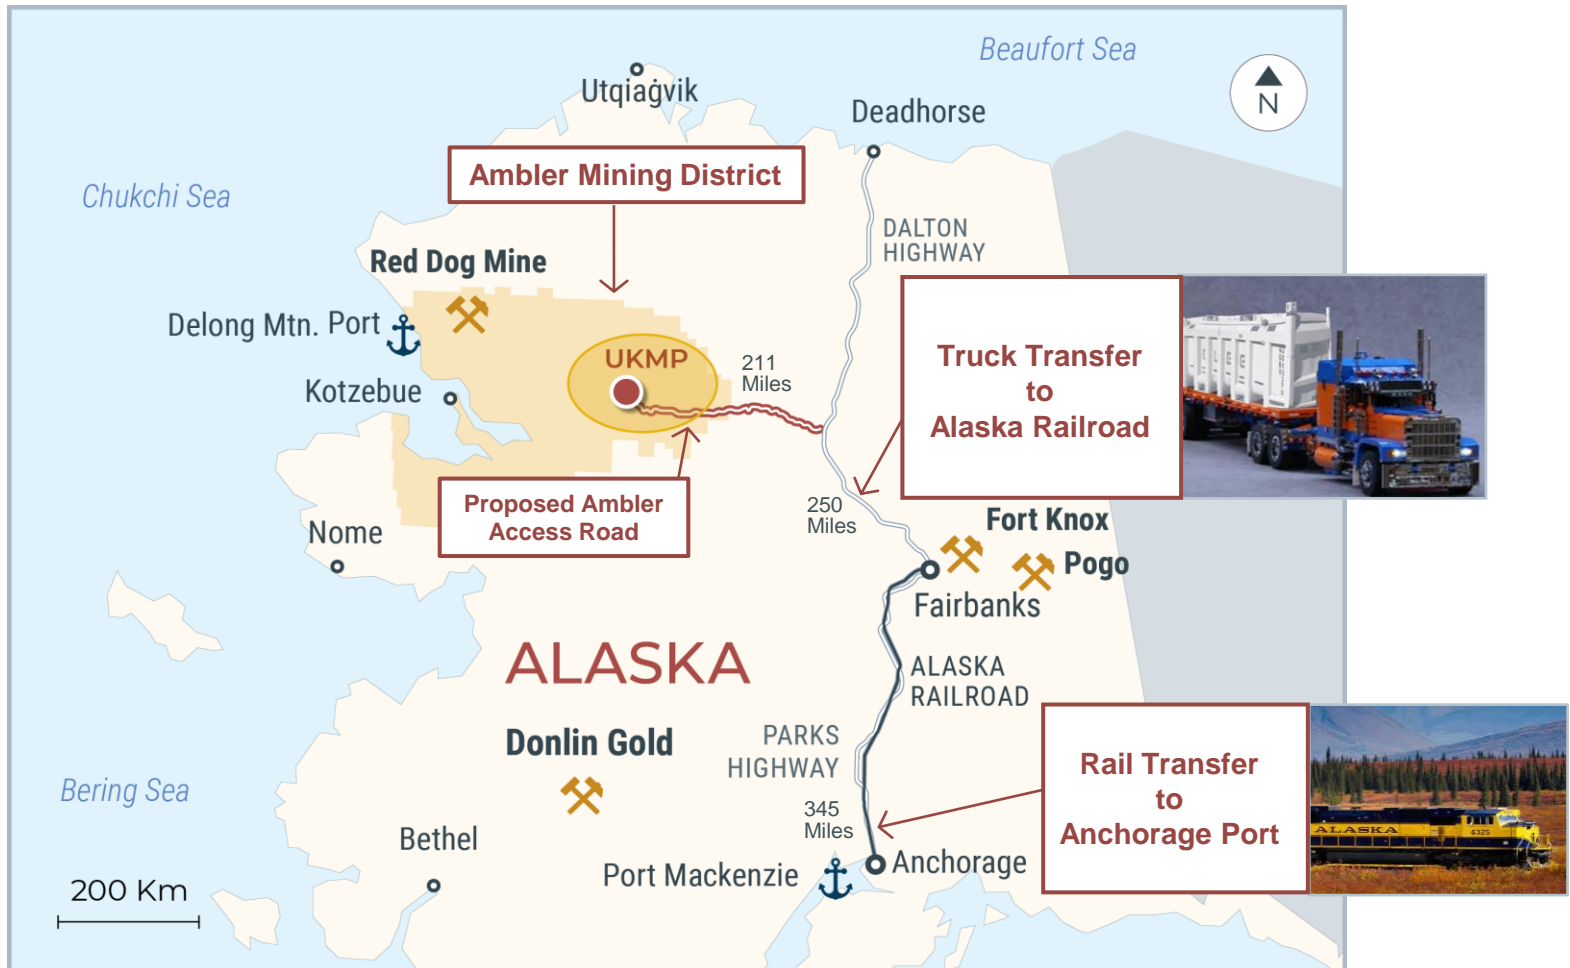 Beaufort Sea
Utqiaġvik
N
Deadhorse
Ambler Mining District
Chukchi Sea
DALTON
HIGHWAY
Red Dog Mine
Delong Mtn. Port
UKMP
211
Miles
Truck Transfer
to
Alaska Railroad
Kotzebue
Proposed Ambler
Access Road
250
Miles
Fort Knox
Nome
Pogo
Fairbanks
ALASKA
ALASKA
RAILROAD
Donlin Gold
PARKS
HIGHWAY
Rail Transfer
to
Anchorage Port
ALASKA
4325
Bering Sea
345
Miles
Bethel
Port Mackenzie
Anchorage
200 Km